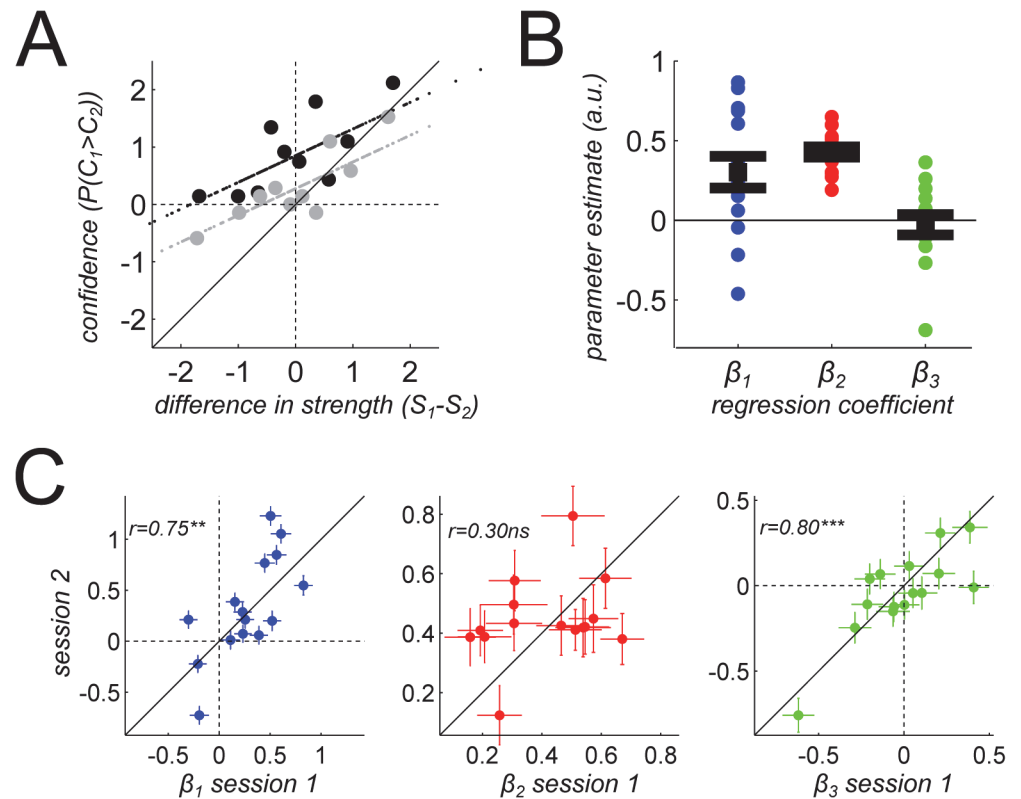 A
confidence (P(C1>C2))
2
1
0
-1
-2
-2 -1 0 1 2
difference in strength (S1-S2)
B
parameter estimate (a.u.)
1
0.5
0
-0.5
β1 β2 β3
regression coefficient
C
session 2
r=0.75**
1
0.5
0
-0.5
-0.5 0 0.5 1
β1 session 1
r=0.30ns
0.8
0.6
0.4
0.2
0.2 0.4 0.6 0.8
β2 session 1
r=0.80***
0.5
0
-0.5
-0.5 0 0.5
β3 session 1